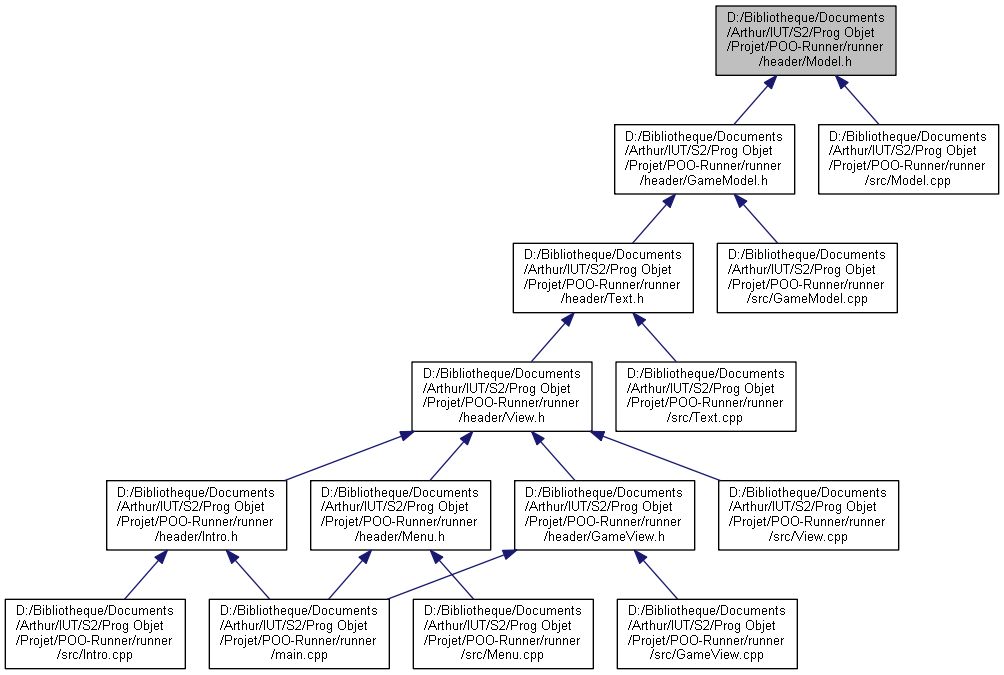 D:/Bibliotheque/Documents
/Arthur/IUT/S2/Prog Objet
/Projet/POO-Runner/runner
/header/Model.h
D:/Bibliotheque/Documents
/Arthur/IUT/S2/Prog Objet
/Projet/POO-Runner/runner
/header/GameModel.h
D:/Bibliotheque/Documents
/Arthur/IUT/S2/Prog Objet
/Projet/POO-Runner/runner
/src/Model.cpp
D:/Bibliotheque/Documents
/Arthur/IUT/S2/Prog Objet
/Projet/POO-Runner/runner
/header/Text.h
D:/Bibliotheque/Documents
/Arthur/IUT/S2/Prog Objet
/Projet/POO-Runner/runner
/src/GameModel.cpp
D:/Bibliotheque/Documents
/Arthur/IUT/S2/Prog Objet
/Projet/POO-Runner/runner
/header/View.h
D:/Bibliotheque/Documents
/Arthur/IUT/S2/Prog Objet
/Projet/POO-Runner/runner
/src/Text.cpp
D:/Bibliotheque/Documents
/Arthur/IUT/S2/Prog Objet
/Projet/POO-Runner/runner
/header/Intro.h
D:/Bibliotheque/Documents
/Arthur/IUT/S2/Prog Objet
/Projet/POO-Runner/runner
/header/Menu.h
D:/Bibliotheque/Documents
/Arthur/IUT/S2/Prog Objet
/Projet/POO-Runner/runner
/header/GameView.h
D:/Bibliotheque/Documents
/Arthur/IUT/S2/Prog Objet
/Projet/POO-Runner/runner
/src/View.cpp
D:/Bibliotheque/Documents
/Arthur/IUT/S2/Prog Objet
/Projet/POO-Runner/runner
/src/Intro.cpp
D:/Bibliotheque/Documents
/Arthur/IUT/S2/Prog Objet
/Projet/POO-Runner/runner
/main.cpp
D:/Bibliotheque/Documents
/Arthur/IUT/S2/Prog Objet
/Projet/POO-Runner/runner
/src/Menu.cpp
D:/Bibliotheque/Documents
/Arthur/IUT/S2/Prog Objet
/Projet/POO-Runner/runner
/src/GameView.cpp